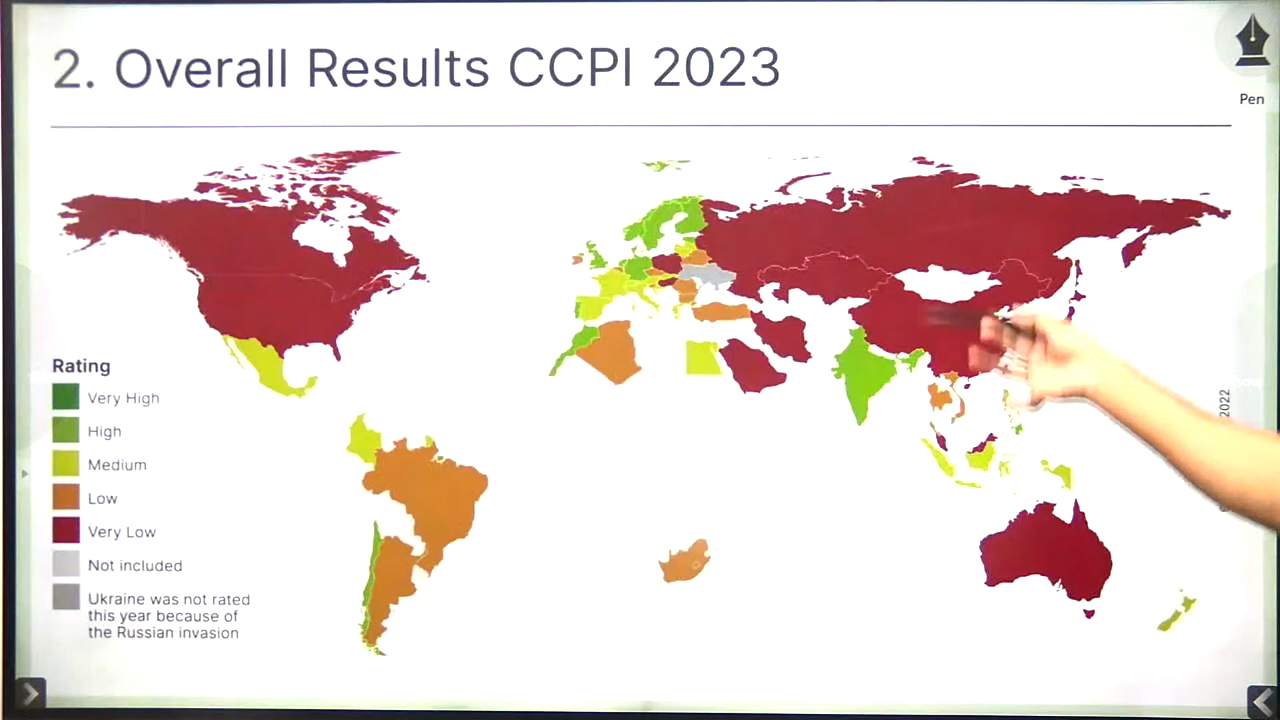 2. Overall Results CCPI 2023
Pen
Rating
Very High
High
Medium
Low
Very Low
Not included
Ukraine was not rated
this year because of
the Russian invasion
2022